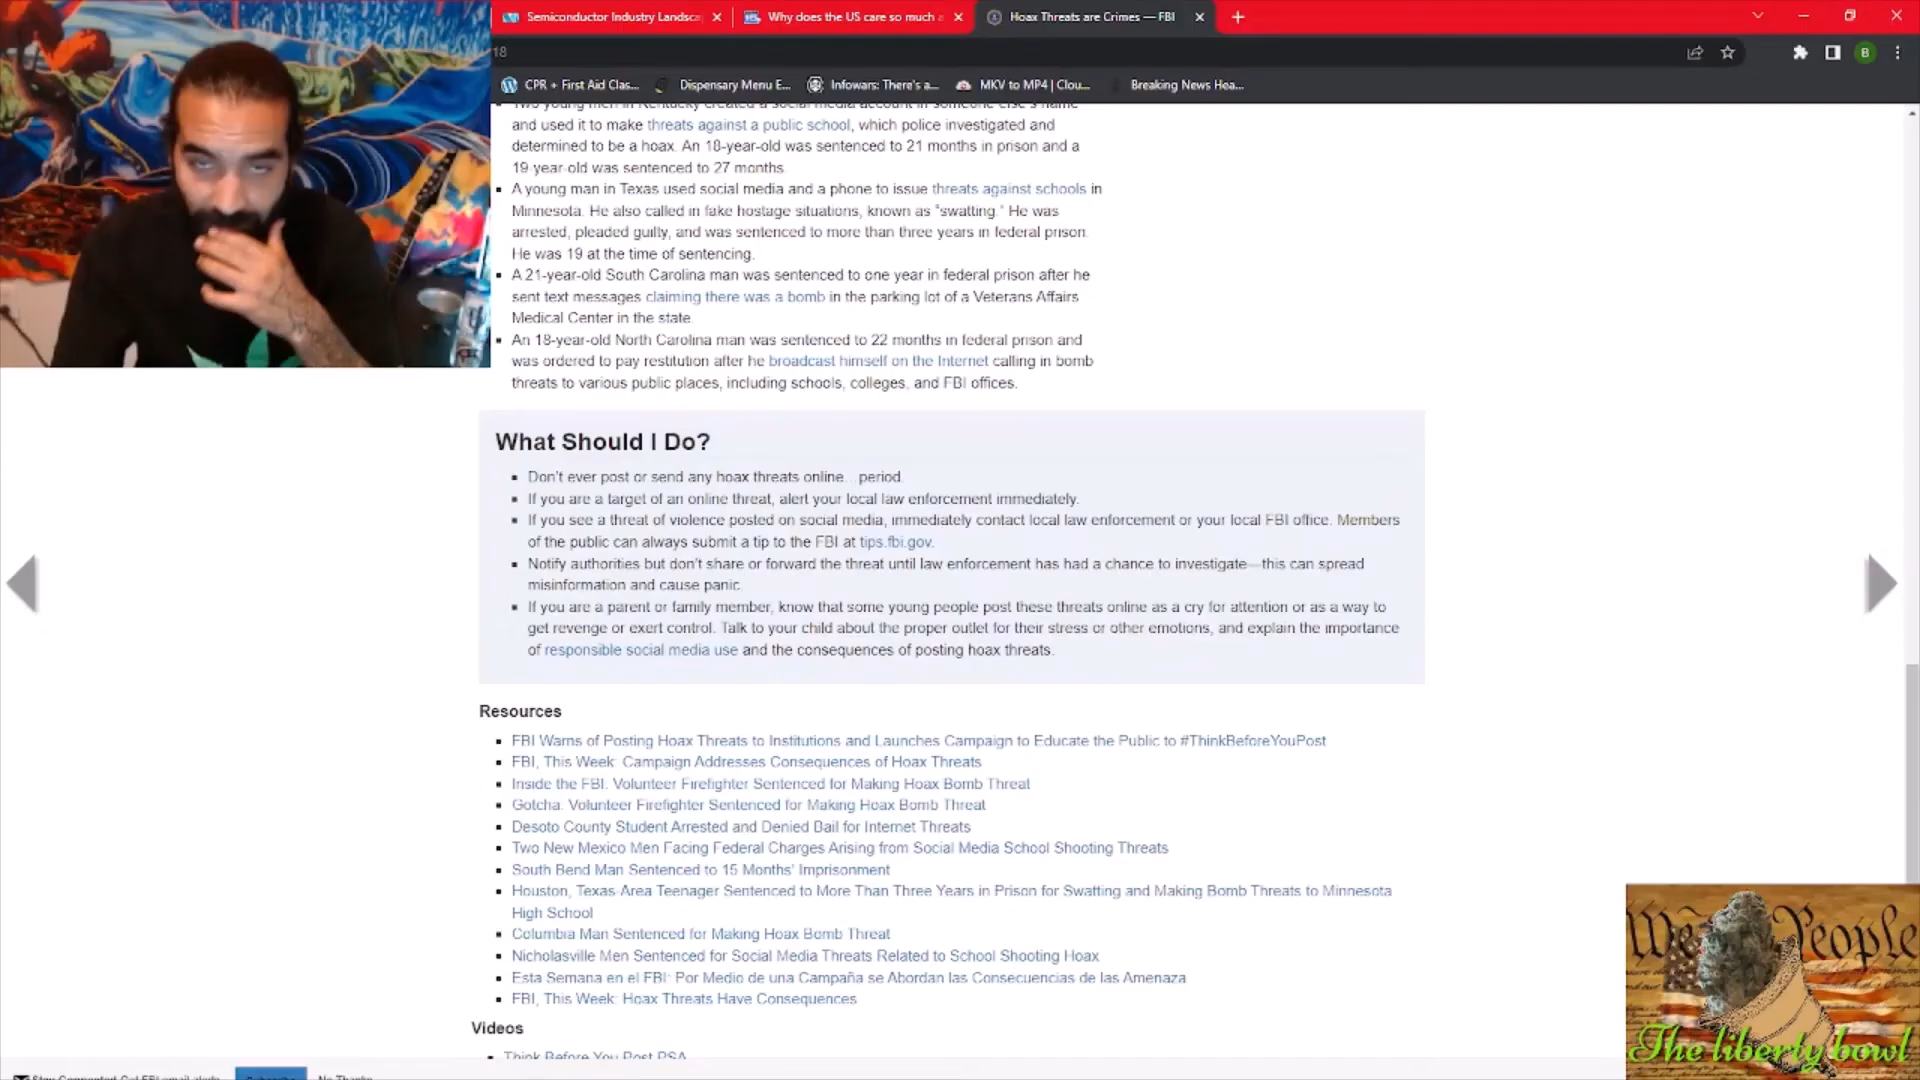 Semiconductor Industry Landsca
Why does the US care so much a
Hoax Threats are Crimes — FBI
18
B
CPR + First Aid Clas...
Dispensary Menu E...
Infowars: There's a...
MKV to MP4 | Clou...
Breaking News Hea...
Two young men in Kentucky created a social media account in someone else's name
and used it to make threats against a public school, which police investigated and
determined to be a hoax. An 18-year-old was sentenced to 21 months in prison and a
19-year-old was sentenced to 27 months.
A young man in Texas used social media and a phone to issue threats against schools in
Minnesota. He also called in fake hostage situations, known as “swatting.” He was
arrested, pleaded guilty, and was sentenced to more than three years in federal prison.
He was 19 at the time of sentencing.
A 21-year-old South Carolina man was sentenced to one year in federal prison after he
sent text messages claiming there was a bomb in the parking lot of a Veterans Affairs
Medical Center in the state.
An 18-year-old North Carolina man was sentenced to 22 months in federal prison and
was ordered to pay restitution after he broadcast himself on the Internet calling in bomb
threats to various public places, including schools, colleges, and FBI offices.
What Should I Do?
Don't ever post or send any hoax threats online…period.
If you are a target of an online threat, alert your local law enforcement immediately.
If you see a threat of violence posted on social media, immediately contact local law enforcement or your local FBI office. Members
of the public can always submit a tip to the FBI at tips.fbi.gov.
Notify authorities but don't share or forward the threat until law enforcement has had a chance to investigate—this can spread
misinformation and cause panic.
If you are a parent or family member, know that some young people post these threats online as a cry for attention or as a way to
get revenge or exert control. Talk to your child about the proper outlet for their stress or other emotions, and explain the importance
of responsible social media use and the consequences of posting hoax threats.
Resources
FBI Warns of Posting Hoax Threats to Institutions and Launches Campaign to Educate the Public to #ThinkBeforeYouPost
FBI, This Week: Campaign Addresses Consequences of Hoax Threats
Inside the FBI: Volunteer Firefighter Sentenced for Making Hoax Bomb Threat
Gotcha: Volunteer Firefighter Sentenced for Making Hoax Bomb Threat
Desoto County Student Arrested and Denied Bail for Internet Threats
Two New Mexico Men Facing Federal Charges Arising from Social Media School Shooting Threats
South Bend Man Sentenced to 15 Months' Imprisonment
Houston, Texas-Area Teenager Sentenced to More Than Three Years in Prison for Swatting and Making Bomb Threats to Minnesota
High School
Columbia Man Sentenced for Making Hoax Bomb Threat
Nicholasville Men Sentenced for Social Media Threats Related to School Shooting Hoax
Esta Semana en el FBI: Por Medio de una Campaña se Abordan las Consecuencias de las Amenaza
FBI, This Week: Hoax Threats Have Consequences
Videos
Think Before You Post PSA
Stay Connected Get FBI email alerts
Subscribe
No Thanks
We People
The liberty bowl